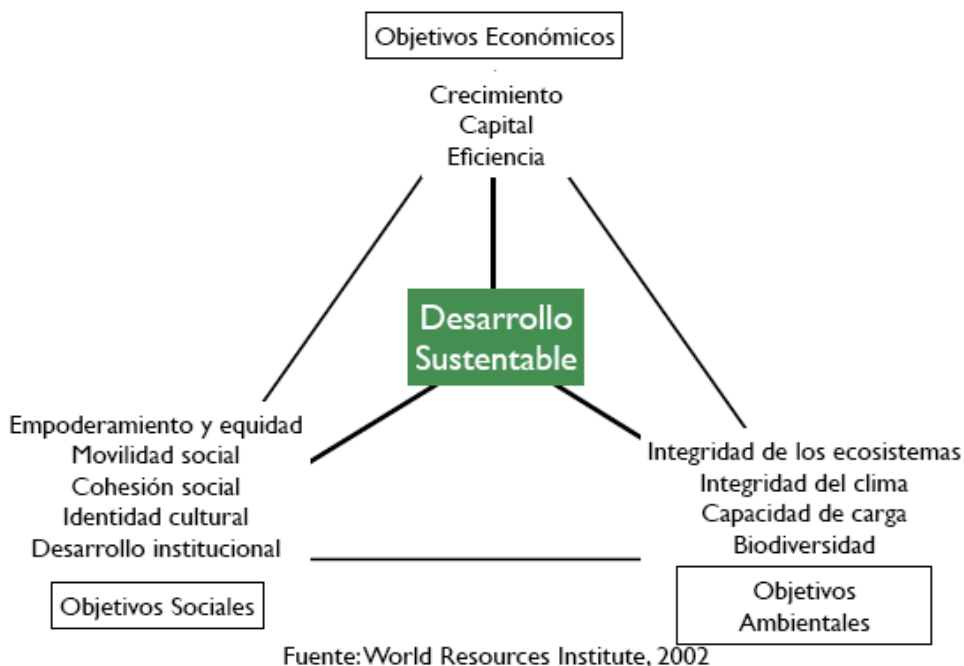 Objetivos Económicos
Crecimiento
Capital
Eficiencia
Desarrollo
Sustentable
Empoderamiento y equidad
Movilidad social
Cohesión social
Identidad cultural
Desarrollo institucional
Objetivos Sociales
Integridad de los ecosistemas
Integridad del clima
Capacidad de carga
Biodiversidad
Objetivos
Ambientales
Fuente: World Resources Institute, 2002